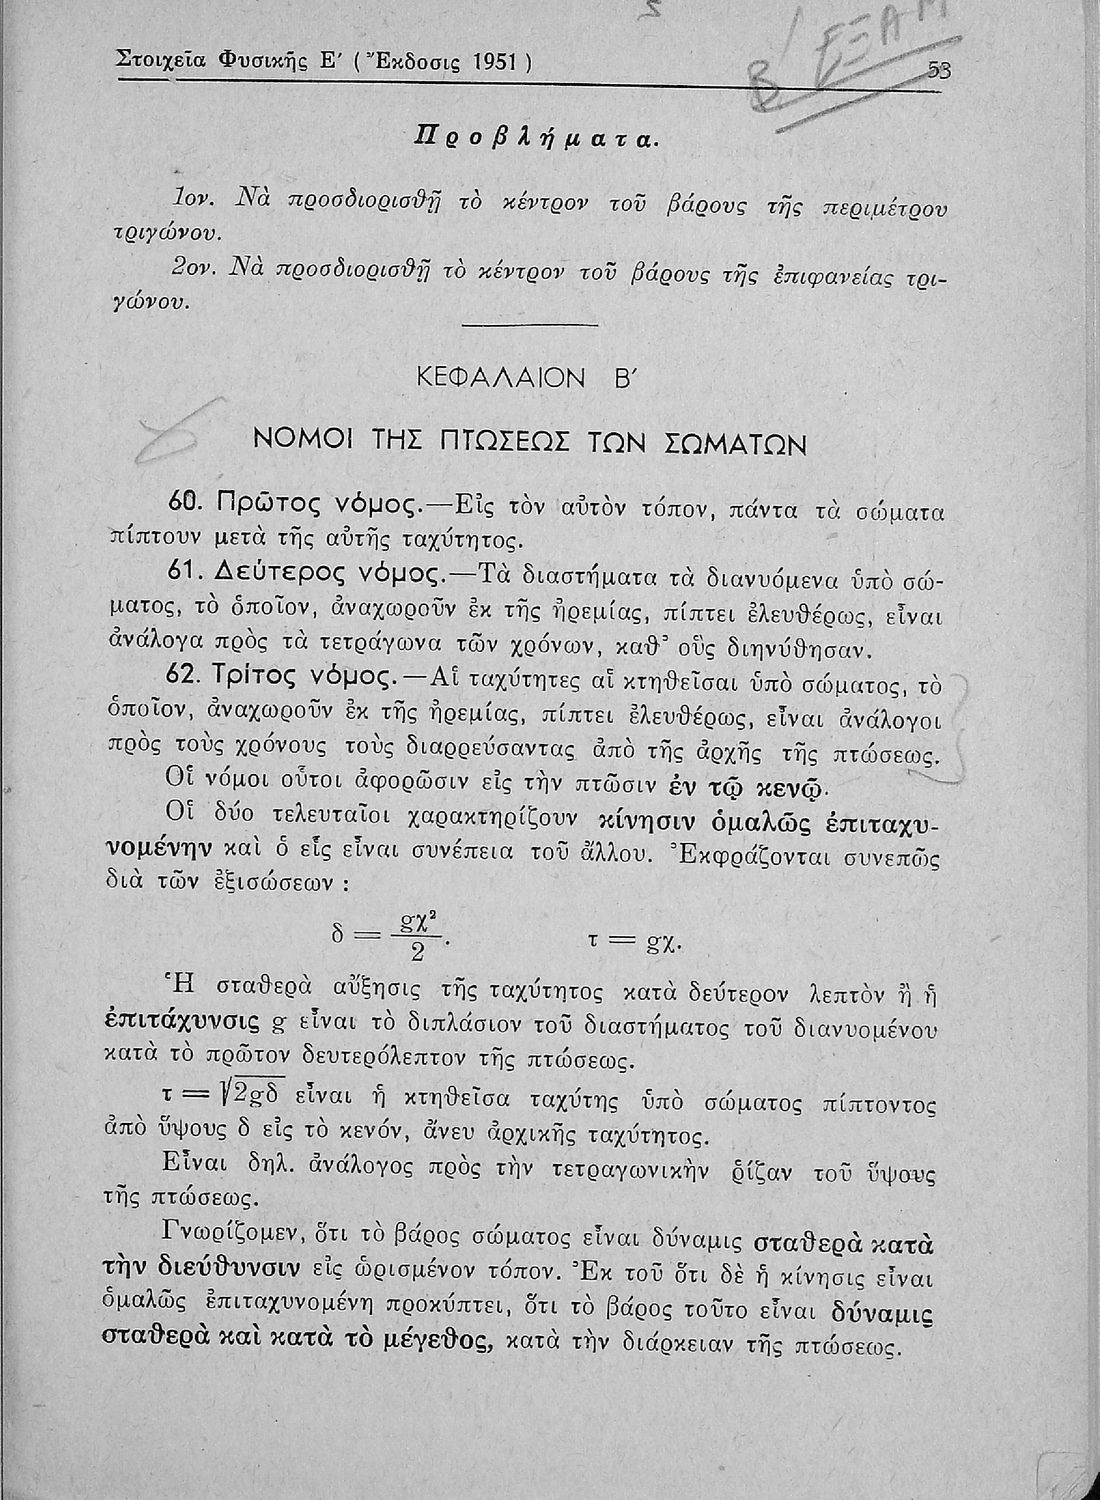 Β ΕΞΑΜ
Στοιχεῖα Φυσικῆς Ε′ ( Ἔκδοσις 1951 ) 53
Προβλήματα.
1ον. Νὰ προσδιορισθῇ τὸ κέντρον τοῦ βάρους τῆς περιμέτρου
τριγώνου.
2ον. Νὰ προσδιορισθῇ τὸ κέντρον τοῦ βάρους τῆς ἐπιφανείας τρι-
γώνου.
ΚΕΦΑΛΑΙΟΝ Β′
ΝΟΜΟΙ ΤΗΣ ΠΤΩΣΕΩΣ ΤΩΝ ΣΩΜΑΤΩΝ
60. Πρῶτος νόμος.—Εἰς τὸν αὐτὸν τόπον, πάντα τὰ σώματα
πίπτουν μετὰ τῆς αὐτῆς ταχύτητος.
61. Δεύτερος νόμος.—Τὰ διαστήματα τὰ διανυόμενα ὑπὸ σώ-
ματος, τὸ ὁποῖον, ἀναχωροῦν ἐκ τῆς ἠρεμίας, πίπτει ἐλευθέρως, εἶναι
ἀνάλογα πρὸς τὰ τετράγωνα τῶν χρόνων, καθ᾽ οὓς διηνύθησαν.
62. Τρίτος νόμος.—Αἱ ταχύτητες αἱ κτηθεῖσαι ὑπὸ σώματος, τὸ
ὁποῖον, ἀναχωροῦν ἐκ τῆς ἠρεμίας, πίπτει ἐλευθέρως, εἶναι ἀνάλογοι
πρὸς τοὺς χρόνους τοὺς διαρρεύσαντας ἀπὸ τῆς ἀρχῆς τῆς πτώσεως.
Οἱ νόμοι οὗτοι ἀφορῶσιν εἰς τὴν πτῶσιν ἐν τῷ κενῷ.
Οἱ δύο τελευταῖοι χαρακτηρίζουν κίνησιν ὁμαλῶς ἐπιταχυ-
νομένην καὶ ὁ εἷς εἶναι συνέπεια τοῦ ἄλλου. Ἐκφράζονται συνεπῶς
διὰ τῶν ἐξισώσεων :
δ = gχ²/2. τ = gχ.
Ἡ σταθερὰ αὔξησις τῆς ταχύτητος κατὰ δεύτερον λεπτὸν ἢ ἡ
ἐπιτάχυνσις g εἶναι τὸ διπλάσιον τοῦ διαστήματος τοῦ διανυομένου
κατὰ τὸ πρῶτον δευτερόλεπτον τῆς πτώσεως.
τ = √2gδ εἶναι ἡ κτηθεῖσα ταχύτης ὑπὸ σώματος πίπτοντος
ἀπὸ ὕψους δ εἰς τὸ κενόν, ἄνευ ἀρχικῆς ταχύτητος.
Εἶναι δηλ. ἀνάλογος πρὸς τὴν τετραγωνικὴν ῥίζαν τοῦ ὕψους
τῆς πτώσεως.
Γνωρίζομεν, ὅτι τὸ βάρος σώματος εἶναι δύναμις σταθερὰ κατὰ
τὴν διεύθυνσιν εἰς ὡρισμένον τόπον. Ἐκ τοῦ ὅτι δὲ ἡ κίνησις εἶναι
ὁμαλῶς ἐπιταχυνομένη προκύπτει, ὅτι τὸ βάρος τοῦτο εἶναι δύναμις
σταθερὰ καὶ κατὰ τὸ μέγεθος, κατὰ τὴν διάρκειαν τῆς πτώσεως.